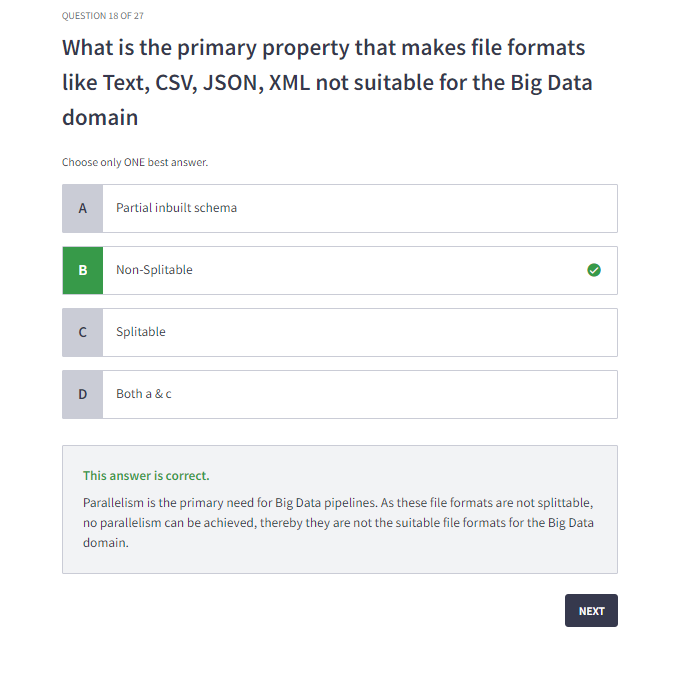 QUESTION 18 OF 27
What is the primary property that makes file formats
like Text, CSV, JSON, XML not suitable for the Big Data
domain
Choose only ONE best answer.
A Partial inbuilt schema
B Non-Splitable
C Splitable
D Both a & c
This answer is correct.
Parallelism is the primary need for Big Data pipelines. As these file formats are not splittable,
no parallelism can be achieved, thereby they are not the suitable file formats for the Big Data
domain.
NEXT